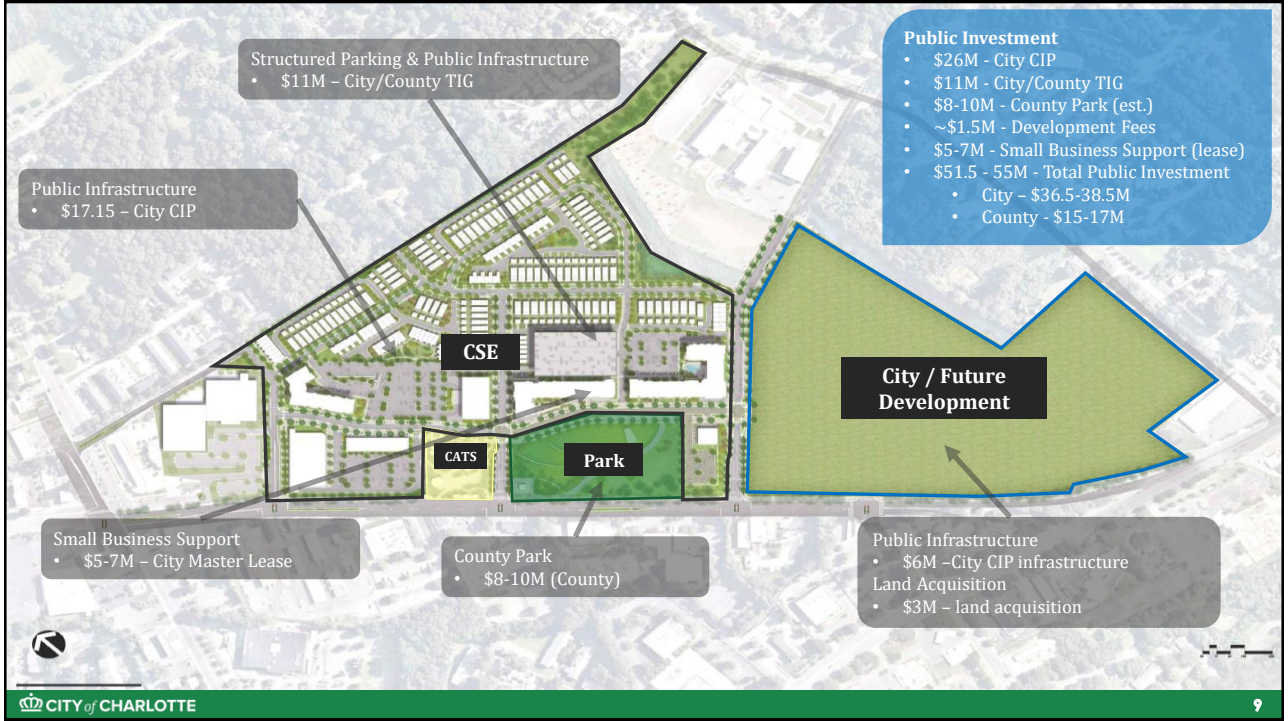 Structured Parking & Public Infrastructure
• $11M – City/County TIG
Public Investment
• $26M - City CIP
• $11M - City/County TIG
• $8-10M - County Park (est.)
• ~$1.5M - Development Fees
• $5-7M - Small Business Support (lease)
• $51.5 - 55M - Total Public Investment
• City – $36.5-38.5M
• County - $15-17M
Public Infrastructure
• $17.15 – City CIP
CSE
City / Future
Development
CATS
Park
Small Business Support
• $5-7M – City Master Lease
County Park
• $8-10M (County)
Public Infrastructure
• $6M –City CIP infrastructure
Land Acquisition
• $3M – land acquisition
CITY of CHARLOTTE
9